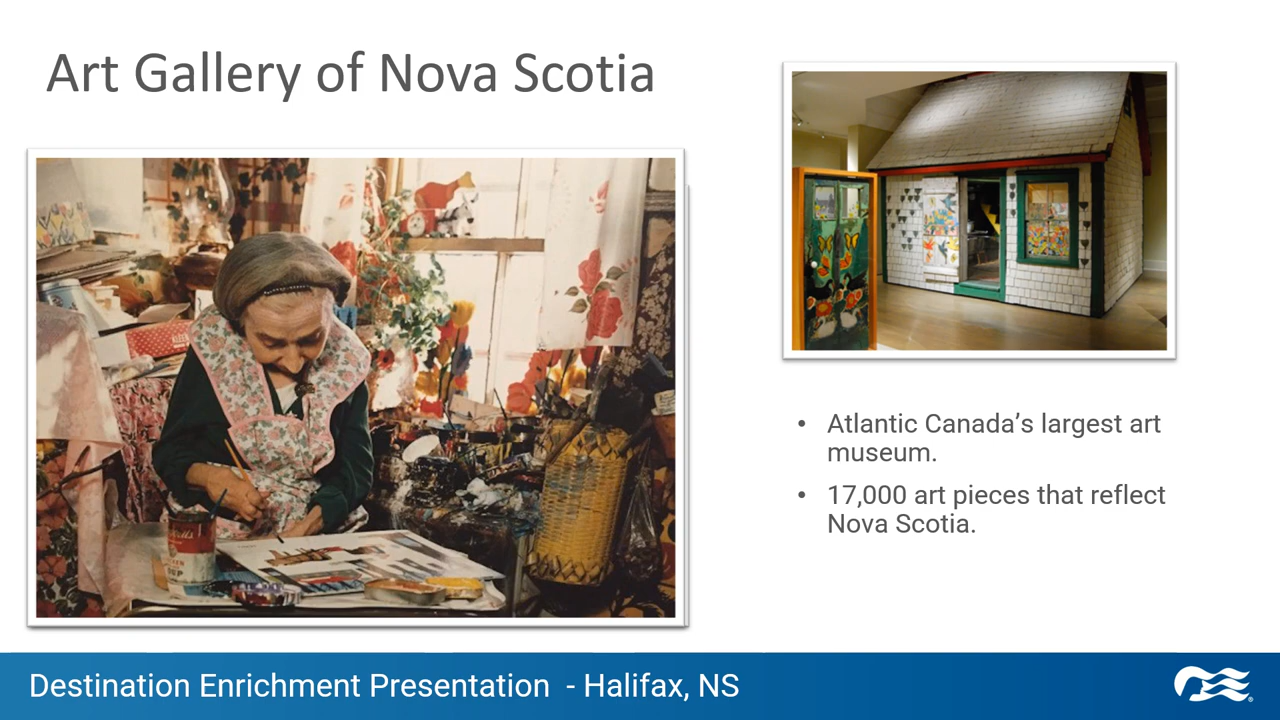 Art Gallery of Nova Scotia
• Atlantic Canada’s largest art
museum.
• 17,000 art pieces that reflect
Nova Scotia.
Destination Enrichment Presentation - Halifax, NS